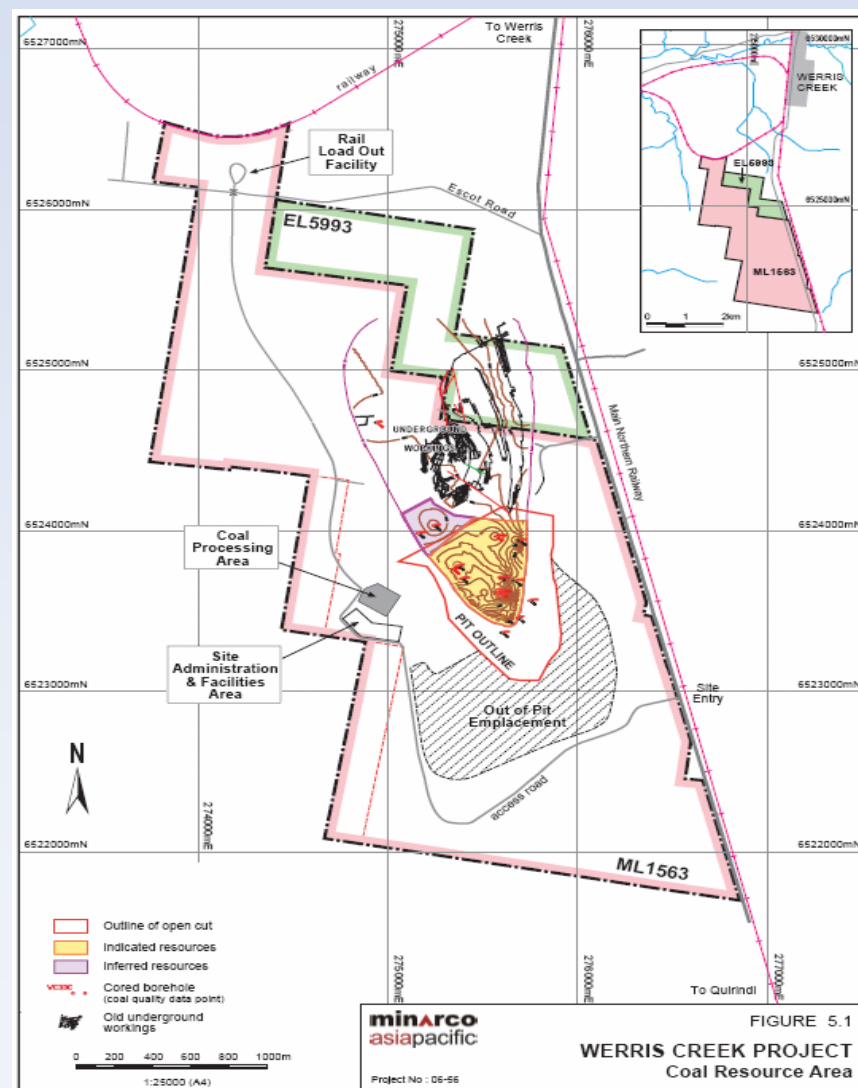 6527000mN
275000mE
To Werris
Creek
276000mE
railway
Rail
Load Out
Facility
Escot Road
6526000mN
EL5993
6530000mN
WERRIS
CREEK
EL5993
6525000mN
ML1563
0 1 2km
6525000mN
6525000mN
UNDERGROUND
WORKINGS
Main Northern Railway
6524000mN
6524000mN
Coal
Processing
Area
PIT OUTLINE
Site
Administration
& Facilities
Area
6523000mN
6523000mN
Site
Entry
Out of Pit
Emplacement
N
access road
274000mE
6522000mN
6522000mN
ML1563
Outline of open cut
Indicated resources
Inferred resources
Cored borehole
(coal quality data point)
Old underground
workings
275000mE
276000mE
277000mE
To Quirindi
0 200 400 600 800 1000m
1:25000 (A4)
minarco
asiapacific
Project No : 06-56
FIGURE 5.1
WERRIS CREEK PROJECT
Coal Resource Area